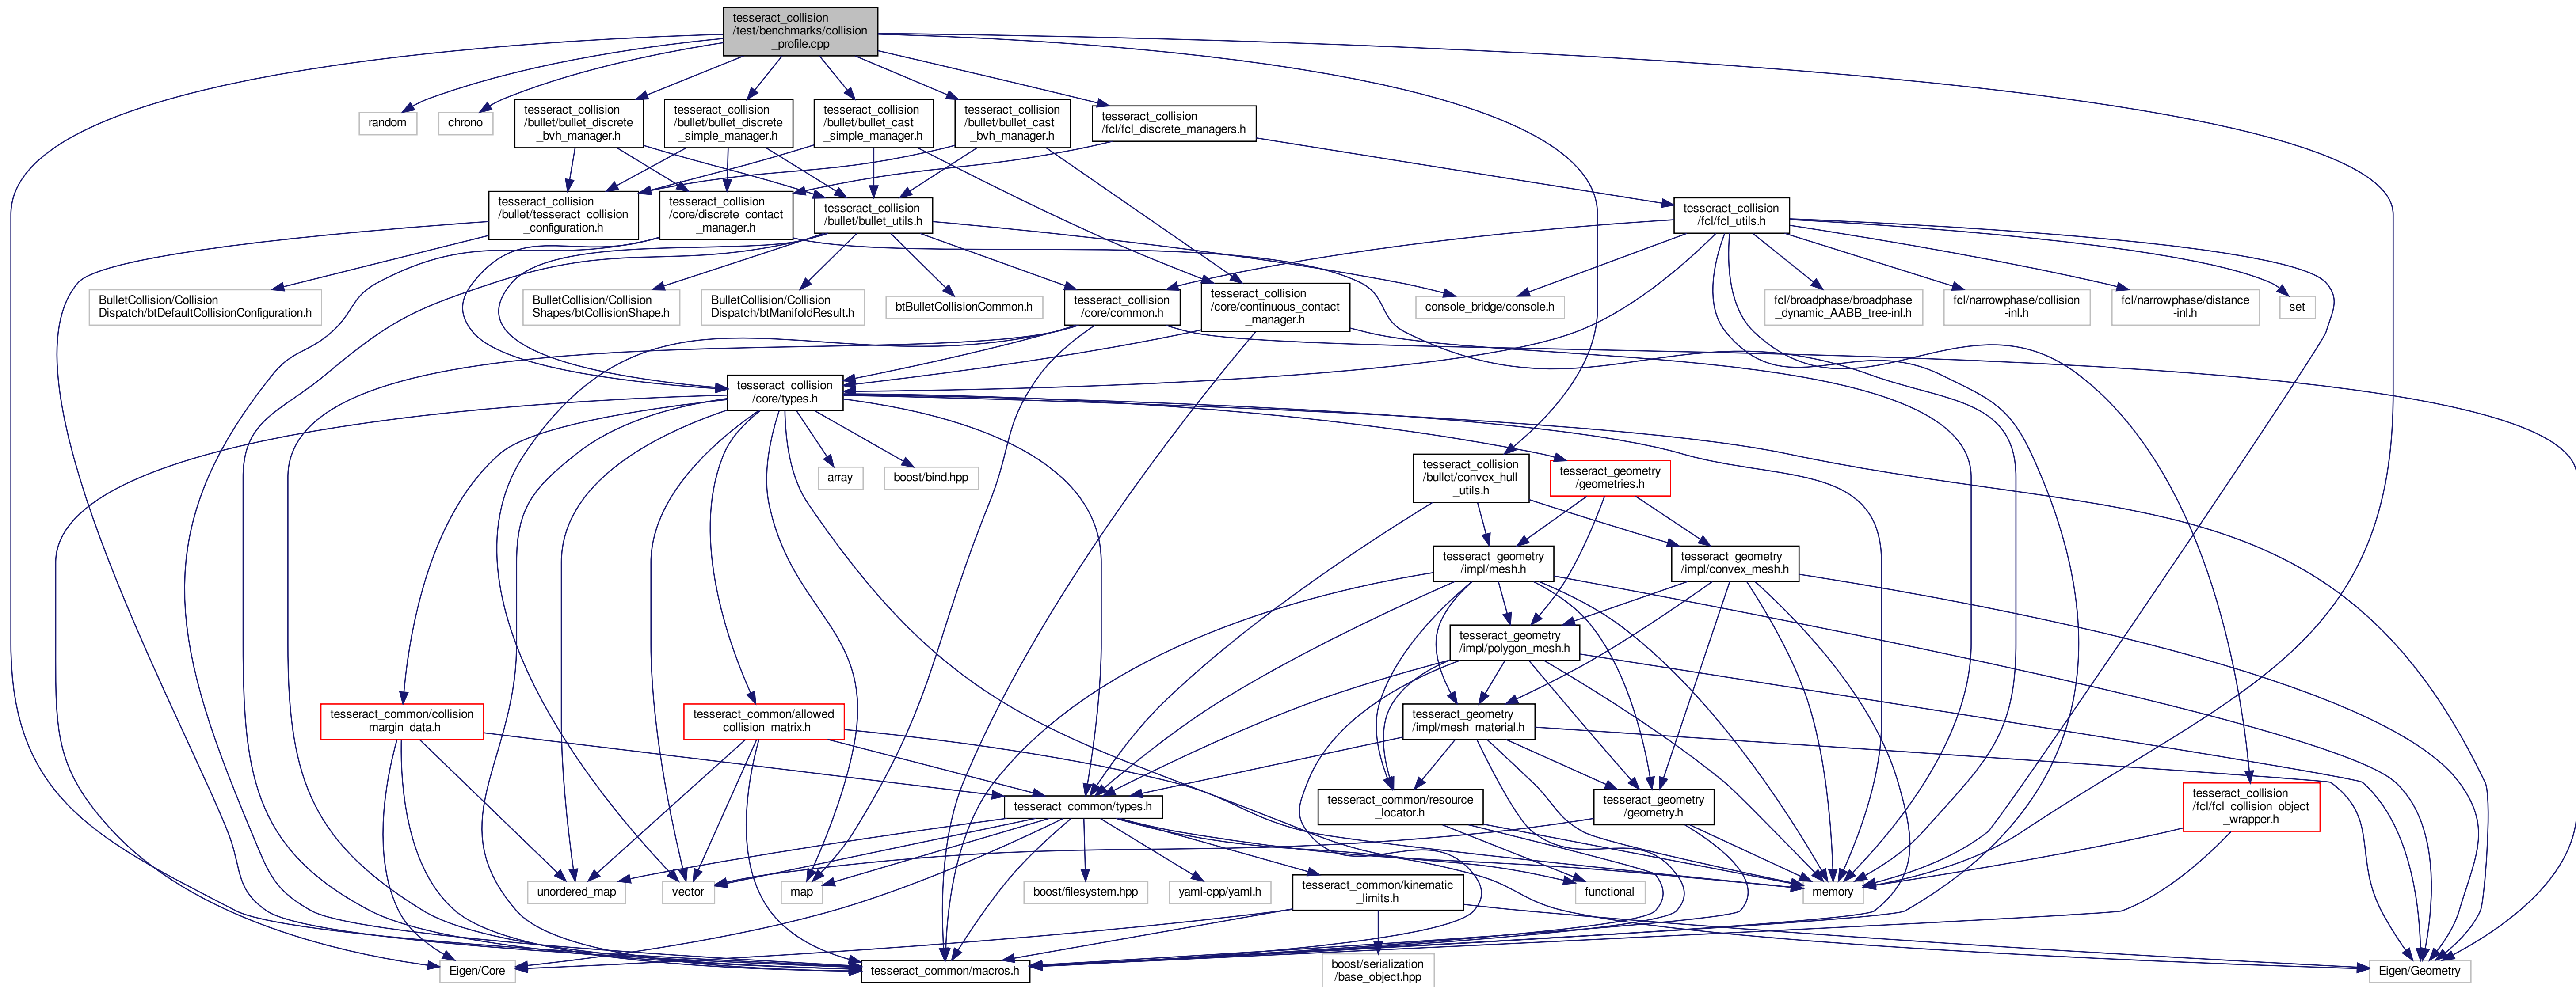 tesseract_collision
/test/benchmarks/collision
_profile.cpp
random
chrono
tesseract_collision
/bullet/bullet_discrete
_bvh_manager.h
tesseract_collision
/bullet/bullet_discrete
_simple_manager.h
tesseract_collision
/bullet/bullet_cast
_simple_manager.h
tesseract_collision
/bullet/bullet_cast
_bvh_manager.h
tesseract_collision
/fcl/fcl_discrete_managers.h
tesseract_collision
/bullet/tesseract_collision
_configuration.h
tesseract_collision
/core/discrete_contact
_manager.h
tesseract_collision
/bullet/bullet_utils.h
tesseract_collision
/fcl/fcl_utils.h
BulletCollision/Collision
Dispatch/btDefaultCollisionConfiguration.h
BulletCollision/Collision
Shapes/btCollisionShape.h
BulletCollision/Collision
Dispatch/btManifoldResult.h
btBulletCollisionCommon.h
tesseract_collision
/core/common.h
tesseract_collision
/core/continuous_contact
_manager.h
console_bridge/console.h
fcl/broadphase/broadphase
_dynamic_AABB_tree-inl.h
fcl/narrowphase/collision
-inl.h
fcl/narrowphase/distance
-inl.h
set
tesseract_collision
/core/types.h
array
boost/bind.hpp
tesseract_collision
/bullet/convex_hull
_utils.h
tesseract_geometry
/geometries.h
tesseract_geometry
/impl/mesh.h
tesseract_geometry
/impl/convex_mesh.h
tesseract_geometry
/impl/polygon_mesh.h
tesseract_common/collision
_margin_data.h
tesseract_common/allowed
_collision_matrix.h
tesseract_geometry
/impl/mesh_material.h
tesseract_common/types.h
tesseract_common/resource
_locator.h
tesseract_geometry
/geometry.h
tesseract_collision
/fcl/fcl_collision_object
_wrapper.h
unordered_map
vector
map
boost/filesystem.hpp
yaml-cpp/yaml.h
tesseract_common/kinematic
_limits.h
functional
memory
Eigen/Core
tesseract_common/macros.h
boost/serialization
/base_object.hpp
Eigen/Geometry